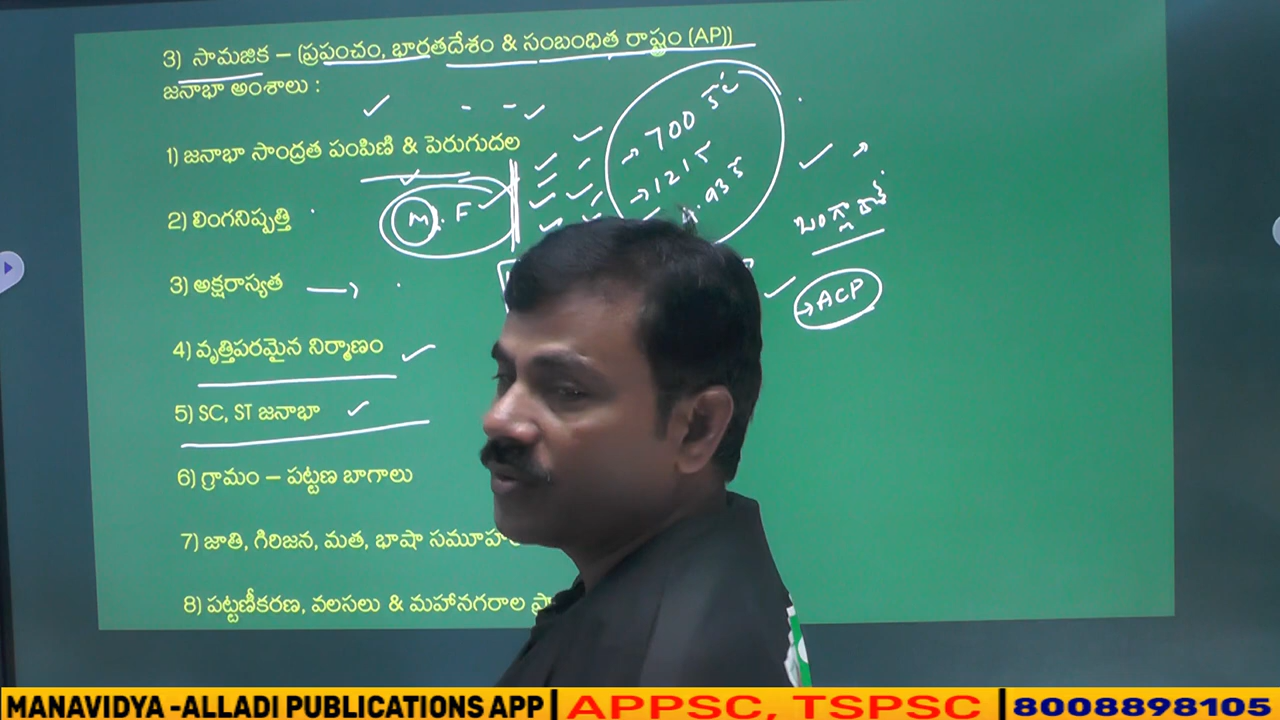 3) సామజిక – (ప్రపంచం, భారతదేశం & సంబంధిత రాష్ట్రం (AP))
జనాభా అంశాలు :
1) జనాభా సాంద్రత పంపిణి & పెరుగుదల
700
1215
M. F
2) లింగనిష్పత్తి
3) అక్షరాస్యత
ACP
4) వృత్తిపరమైన నిర్మాణం
5) SC, ST జనాభా
6) గ్రామం – పట్టణ బాగాలు
7) జాతి, గిరిజన, మత, భాషా
8) పట్టణీకరణ, వలసలు & మహానగరాల
MANAVIDYA -ALLADI PUBLICATIONS APP | APPSC, TSPSC | 8008898105